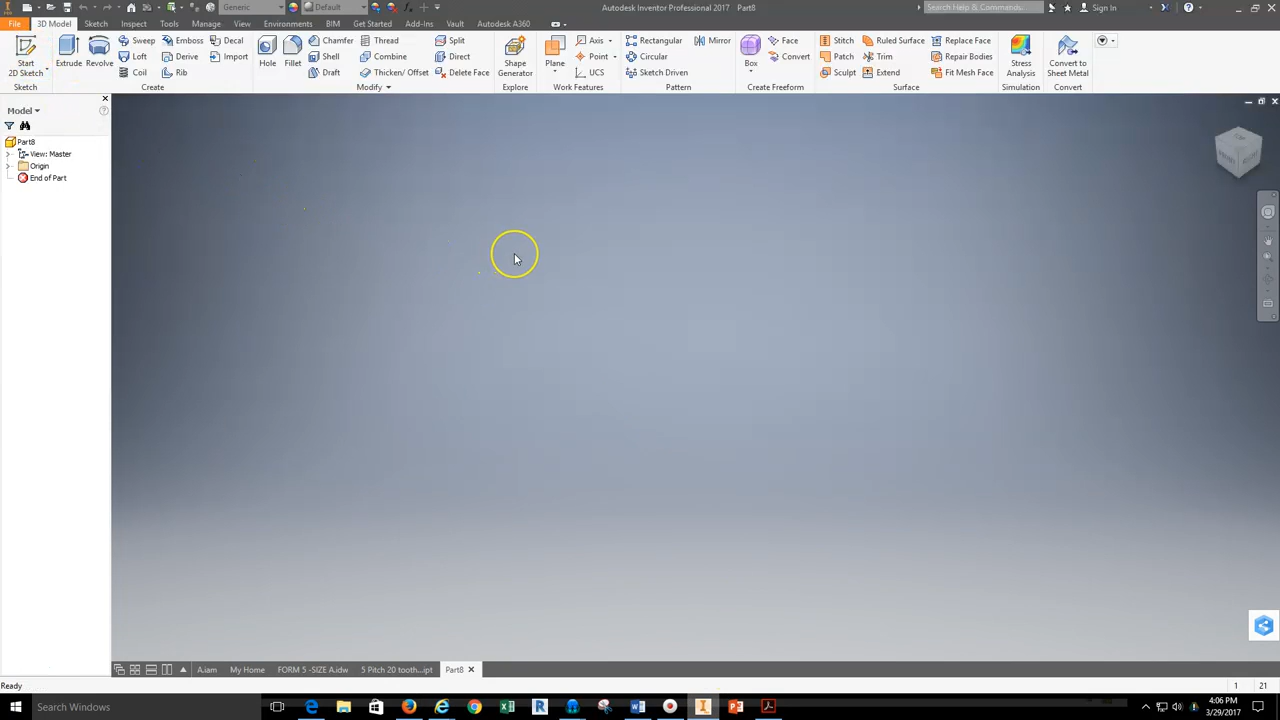 Generic
Default
Autodesk Inventor Professional 2017 Part8
Search Help & Commands...
Sign In
File
3D Model
Sketch
Inspect
Tools
Manage
View
Environments
BIM
Get Started
Add-Ins
Vault
Autodesk A360
Start
2D Sketch
Extrude
Revolve
Sweep
Emboss
Decal
Loft
Derive
Import
Coil
Rib
Hole
Fillet
Chamfer
Thread
Split
Shell
Combine
Direct
Draft
Thicken/ Offset
Delete Face
Shape
Generator
Plane
Axis
Point
UCS
Rectangular
Mirror
Circular
Sketch Driven
Box
Face
Convert
Stitch
Ruled Surface
Replace Face
Patch
Trim
Repair Bodies
Sculpt
Extend
Fit Mesh Face
Stress
Analysis
Convert to
Sheet Metal
Sketch
Create
Modify
Explore
Work Features
Pattern
Create Freeform
Surface
Simulation
Convert
Model
Part8
View: Master
Origin
End of Part
A.iam
My Home
FORM 5 -SIZE A.idw
5 Pitch 20 tooth...ipt
Part8
Ready
1
21
Search Windows
4:06 PM
3/29/2017